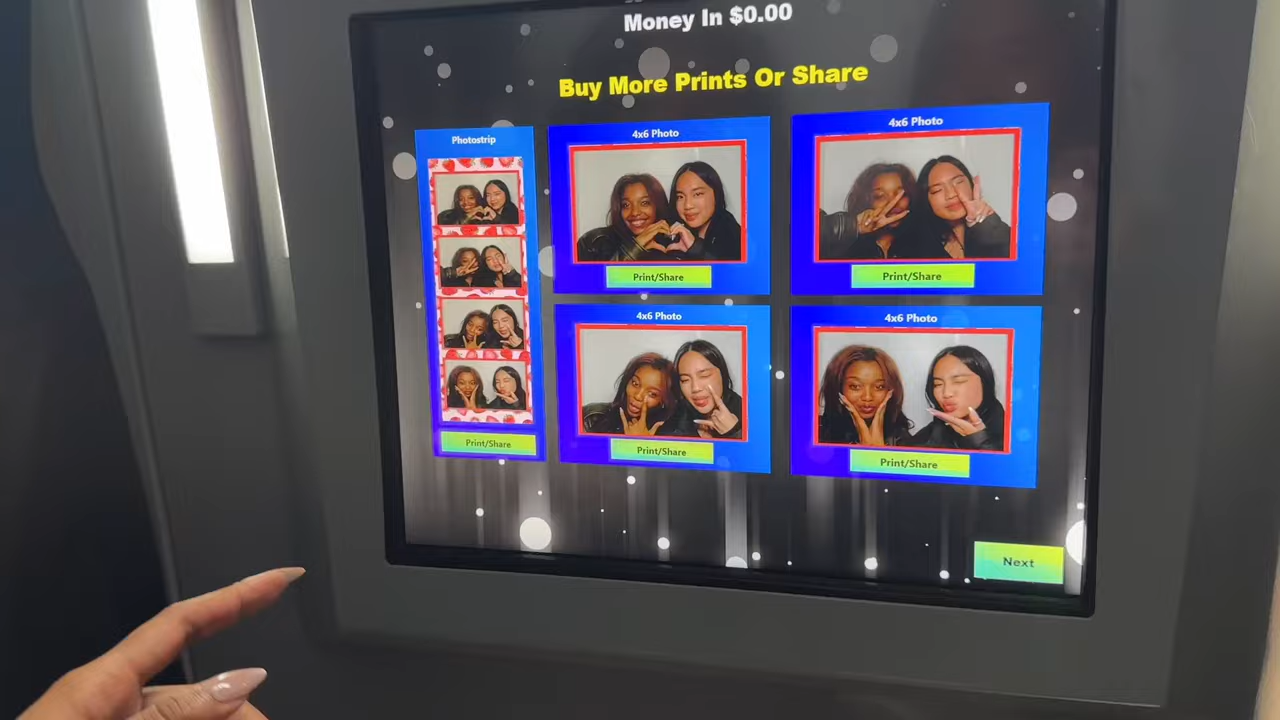 Money In $0.00
Buy More Prints Or Share
Photostrip
4x6 Photo
4x6 Photo
Print/Share
Print/Share
4x6 Photo
4x6 Photo
Print/Share
Print/Share
Print/Share
Next